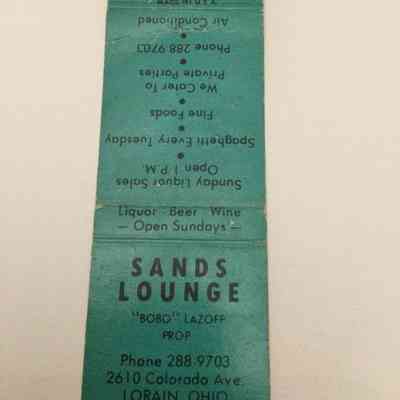 Sunday Liquor Sales
Open 1 P.M.
•
Spaghetti Every Tuesday
•
Fine Foods
•
We Cater To
Private Parties
•
Phone 288 9703
•
Air Conditioned
Liquor - Beer - Wine
— Open Sundays —
SANDS
LOUNGE
"BOBO" LAZOFF
PROP
Phone 288-9703
2610 Colorado Ave.
LORAIN, OHIO